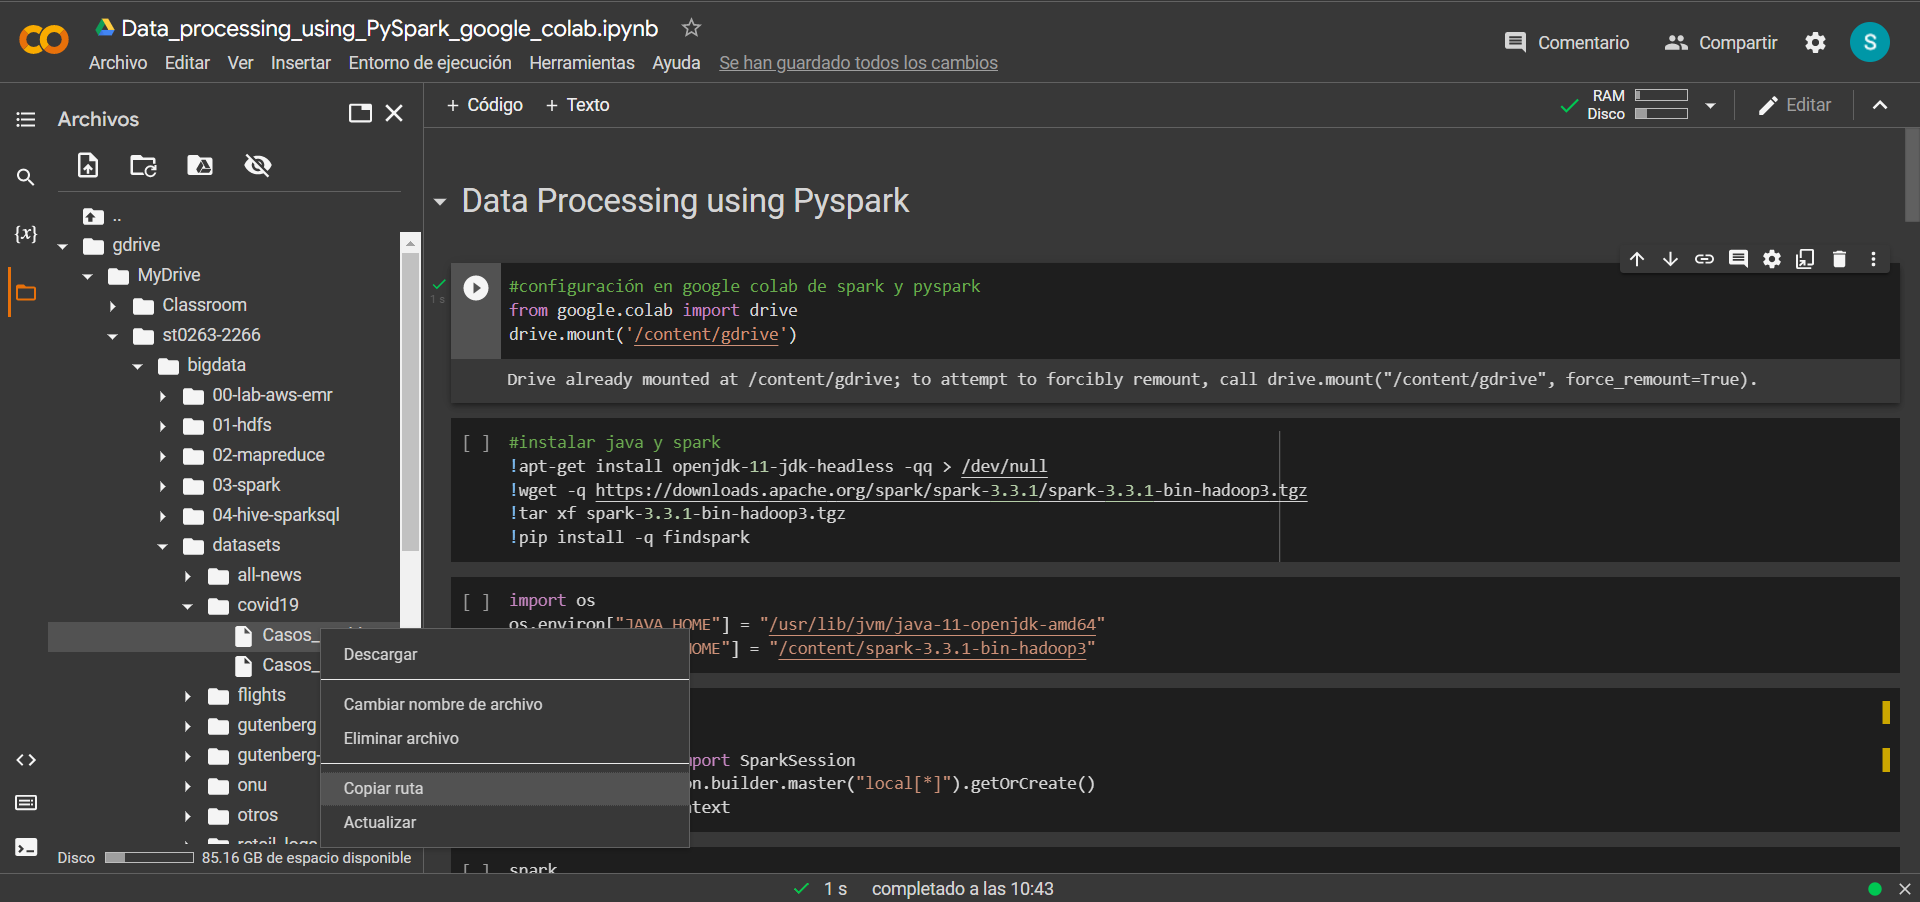 Data_processing_using_PySpark_google_colab.ipynb
Archivo Editar Ver Insertar Entorno de ejecución Herramientas Ayuda Se han guardado todos los cambios
Comentario Compartir S
Archivos
..
gdrive
MyDrive
Classroom
st0263-2266
bigdata
00-lab-aws-emr
01-hdfs
02-mapreduce
03-spark
04-hive-sparksql
datasets
all-news
covid19
Casos_
Casos_
flights
gutenberg
gutenberg-
onu
otros
Disco 85.16 GB de espacio disponible
Descargar
Cambiar nombre de archivo
Eliminar archivo
Copiar ruta
Actualizar
+ Código + Texto
RAM
Disco
Editar
Data Processing using Pyspark
1 s
#configuración en google colab de spark y pyspark
from google.colab import drive
drive.mount('/content/gdrive')
Drive already mounted at /content/gdrive; to attempt to forcibly remount, call drive.mount("/content/gdrive", force_remount=True).
[ ] #instalar java y spark
!apt-get install openjdk-11-jdk-headless -qq > /dev/null
!wget -q https://downloads.apache.org/spark/spark-3.3.1/spark-3.3.1-bin-hadoop3.tgz
!tar xf spark-3.3.1-bin-hadoop3.tgz
!pip install -q findspark
[ ] import os
os.environ["JAVA_HOME"] = "/usr/lib/jvm/java-11-openjdk-amd64"
HOME"] = "/content/spark-3.3.1-bin-hadoop3"
mport SparkSession
n.builder.master("local[*]").getOrCreate()
text
[ ] spark
1 s completado a las 10:43
{x}